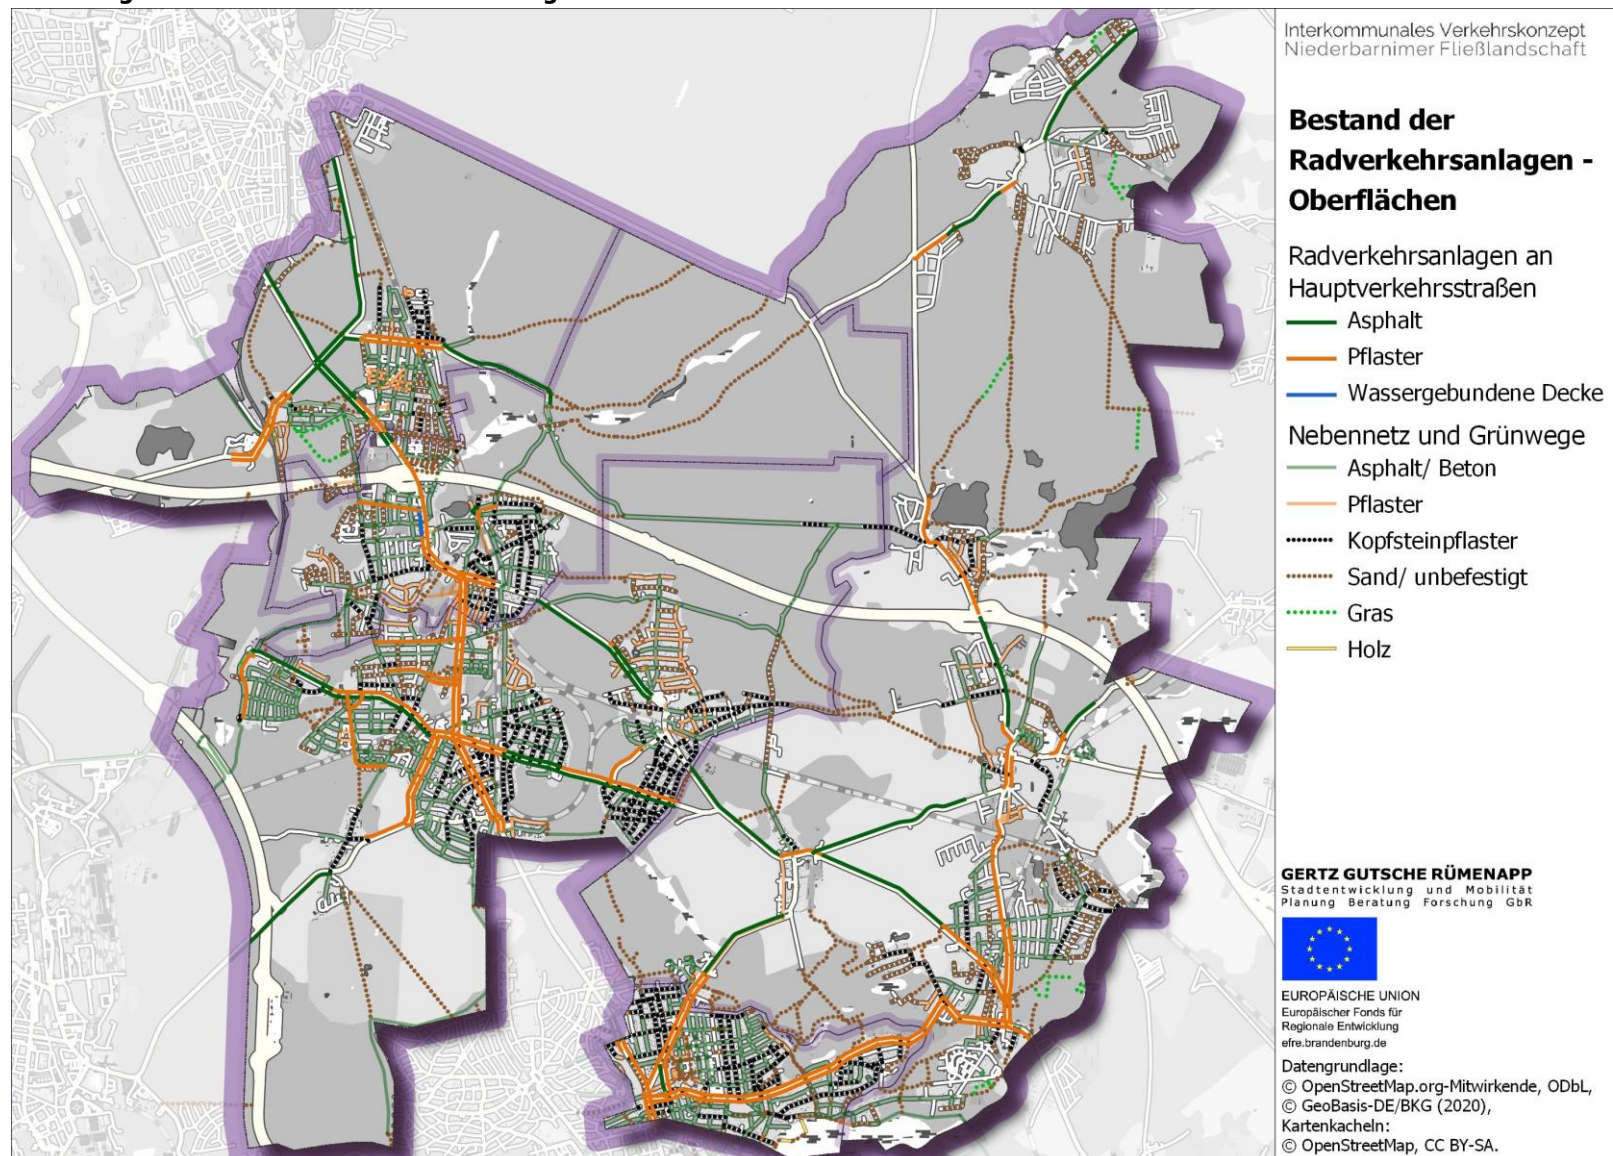 Interkommunales Verkehrskonzept
Niederbarnimer Fließlandschaft
Bestand der
Radverkehrsanlagen -
Oberflächen
Radverkehrsanlagen an
Hauptverkehrsstraßen
Asphalt
Pflaster
Wassergebundene Decke
Nebennetz und Grünwege
Asphalt/ Beton
Pflaster
Kopfsteinpflaster
Sand/ unbefestigt
Gras
Holz
GERTZ GUTSCHE RÜMENAPP
Stadtentwicklung und Mobilität
Planung Beratung Forschung GbR
EUROPÄISCHE UNION
Europäischer Fonds für
Regionale Entwicklung
efre.brandenburg.de
Datengrundlage:
© OpenStreetMap.org-Mitwirkende, ODbL,
© GeoBasis-DE/BKG (2020),
Kartenkacheln:
© OpenStreetMap, CC BY-SA.